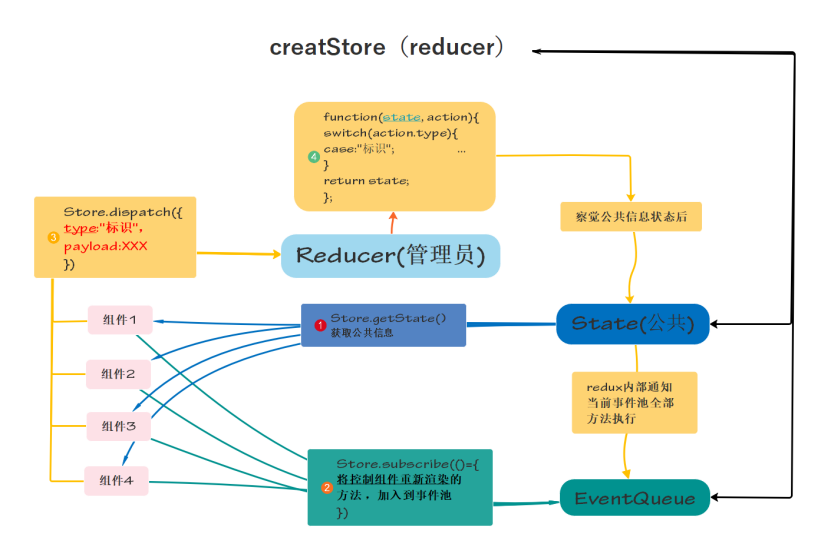 creatStore（reducer）
function(state, action){
switch(action.type){
case:"标识"; ...
}
return state;
};
4
察觉公共信息状态后
Store.dispatch({
type:"标识"，
payload:XXX
})
3
Reducer(管理员)
组件1
组件2
组件3
组件4
1
Store.getState()
获取公共信息
State(公共)
redux内部通知
当前事件池全部
方法执行
2
Store.subscribe(()={
将控制组件重新渲染的
方法，加入到事件池
})
EventQueue